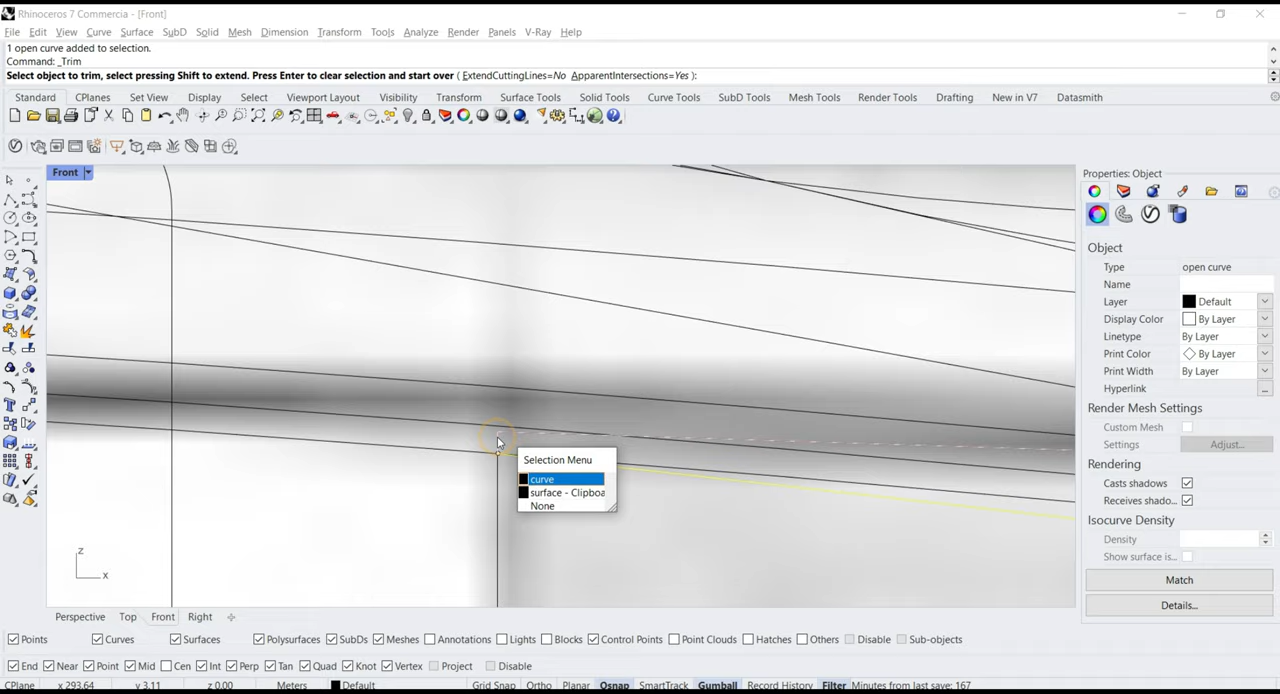 Rhinoceros 7 Commercia - [Front]
File Edit View Curve Surface SubD Solid Mesh Dimension Transform Tools Analyze Render Panels V-Ray Help
1 open curve added to selection.
Command: _Trim
Select object to trim, select pressing Shift to extend. Press Enter to clear selection and start over ( ExtendCuttingLines=No ApparentIntersections=Yes ):
Standard CPlanes Set View Display Select Viewport Layout Visibility Transform Surface Tools Solid Tools Curve Tools SubD Tools Mesh Tools Render Tools Drafting New in V7 Datasmith
Front
Properties: Object
Object
Type open curve
Name
Layer Default
Display Color By Layer
Linetype By Layer
Print Color By Layer
Print Width By Layer
Hyperlink ...
Render Mesh Settings
Custom Mesh
Settings Adjust...
Rendering
Casts shadows
Receives shado...
Isocurve Density
Density
Show surface is...
Match
Details...
Selection Menu
curve
surface - Clipboa
None
z
x
Perspective Top Front Right
Points Curves Surfaces Polysurfaces SubDs Meshes Annotations Lights Blocks Control Points Point Clouds Hatches Others Disable Sub-objects
End Near Point Mid Cen Int Perp Tan Quad Knot Vertex Project Disable
CPlane x 293.64 y 3.11 z 0.00 Meters Default Grid Snap Ortho Planar Osnap SmartTrack Gumball Record History Filter Minutes from last save: 167